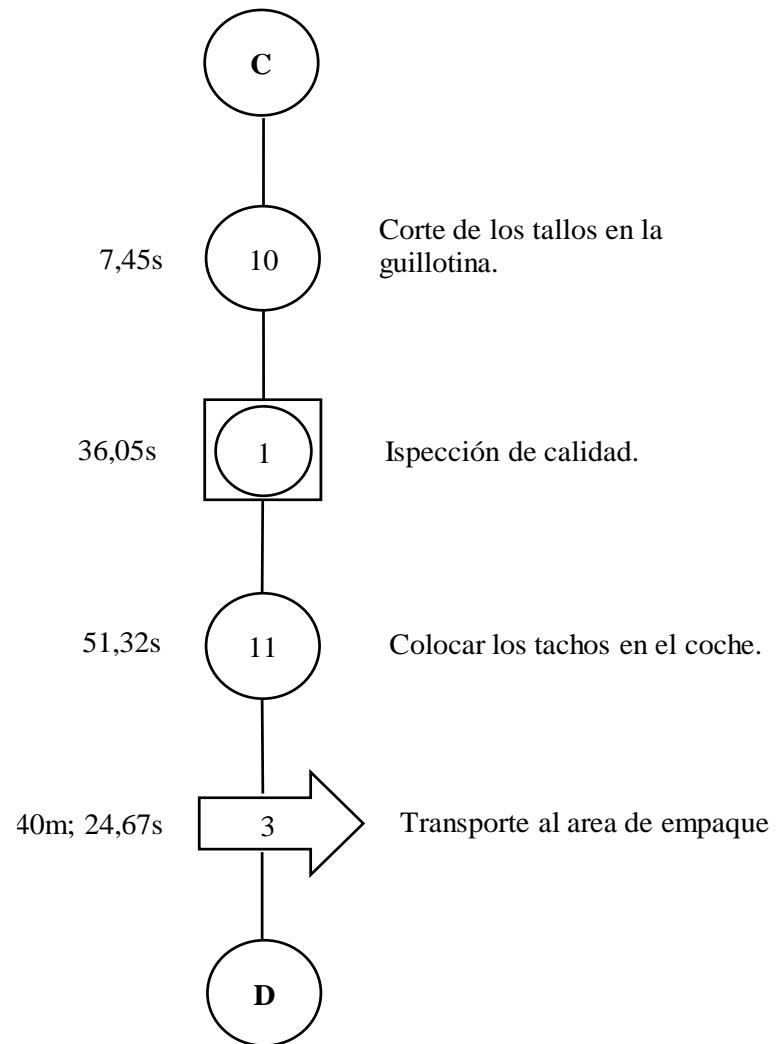 C
7,45s
10
Corte de los tallos en la
guillotina.
36,05s
1
Ispección de calidad.
51,32s
11
Colocar los tachos en el coche.
40m; 24,67s
3
Transporte al area de empaque
D